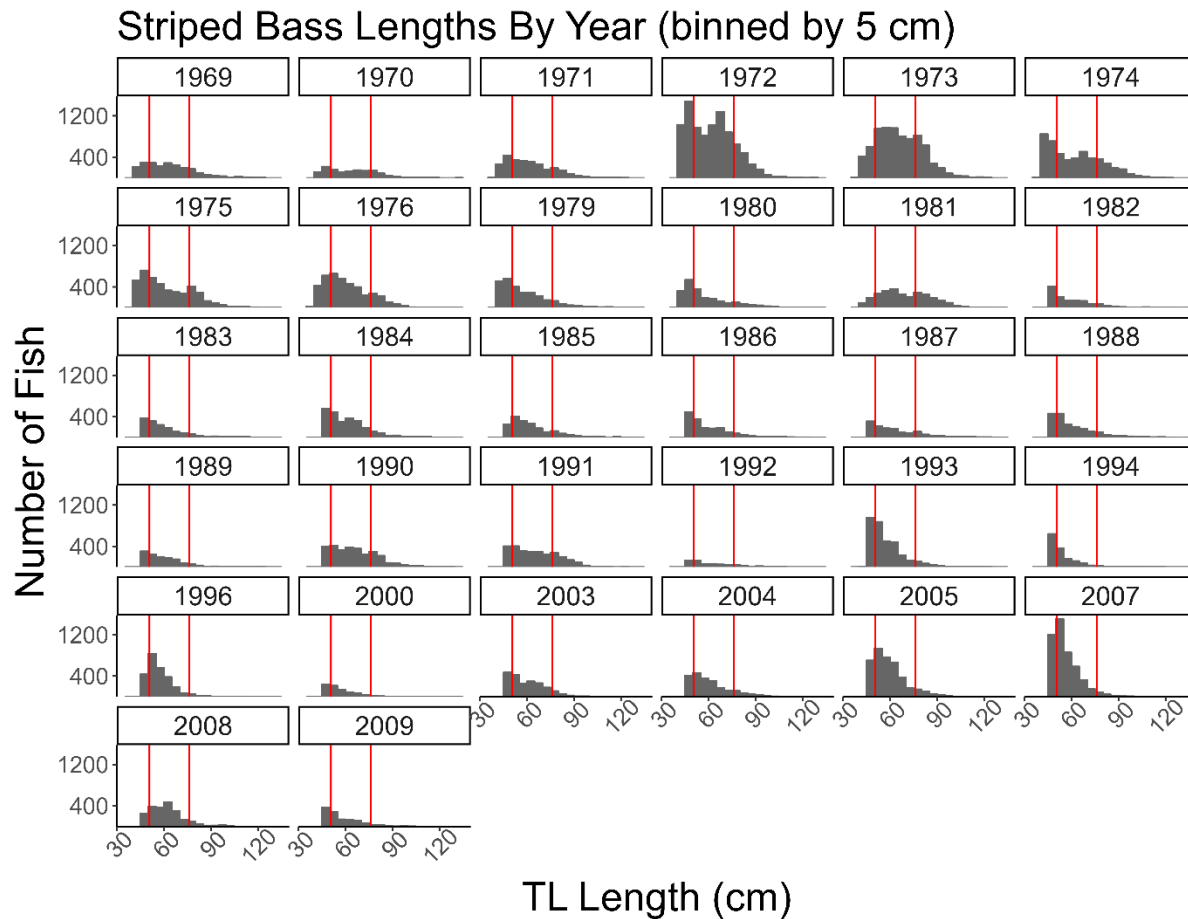 Striped Bass Lengths By Year (binned by 5 cm)
1969 1970 1971 1972 1973 1974
1200
400
1975 1976 1979 1980 1981 1982
1200
400
1983 1984 1985 1986 1987 1988
1200
400
1989 1990 1991 1992 1993 1994
1200
400
1996 2000 2003 2004 2005 2007
1200
400
30 60 90 120 30 60 90 120 30 60 90 120 30 60 90 120
2008 2009
1200
400
30 60 90 120 30 60 90 120
Number of Fish
TL Length (cm)